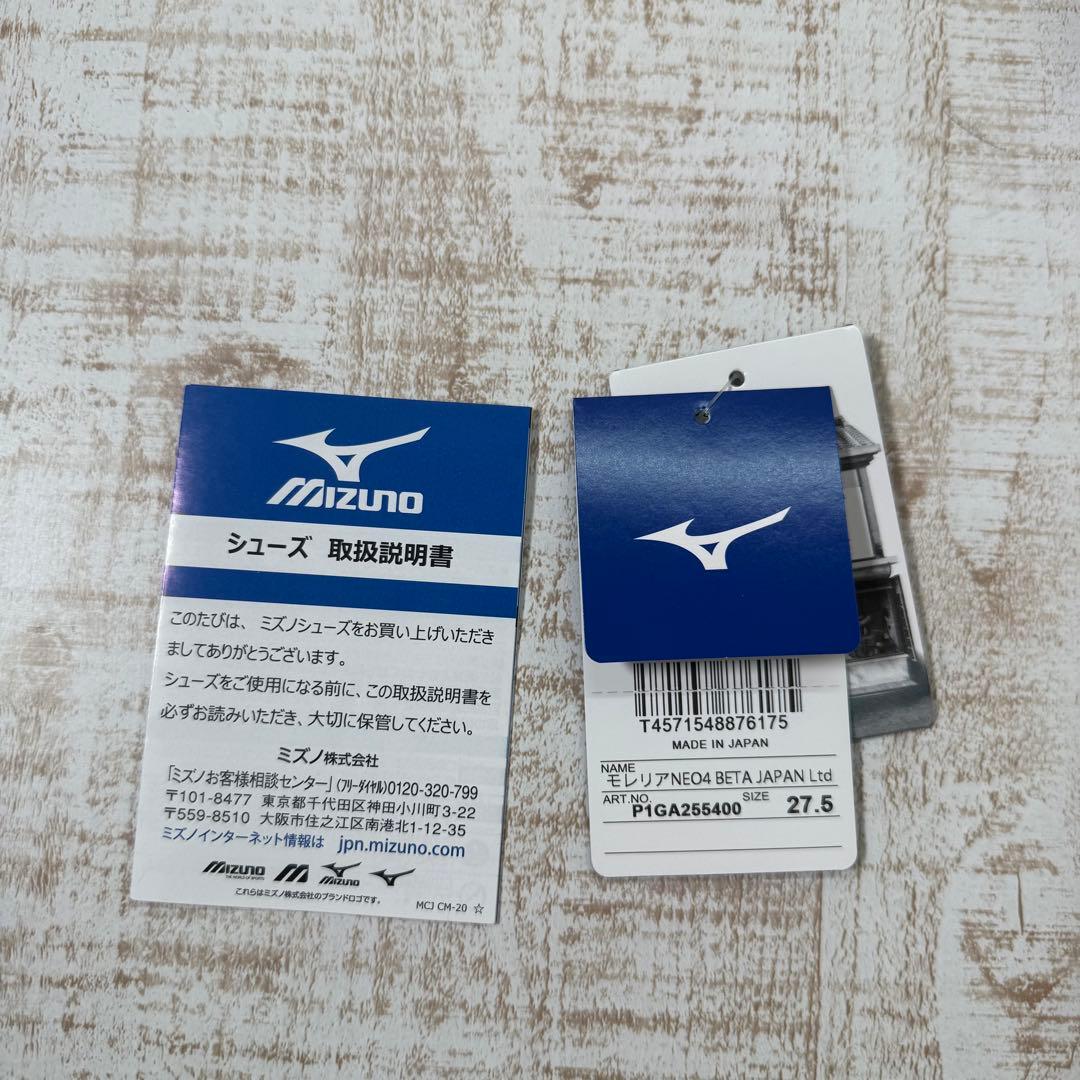 MIZUNO
シューズ 取扱説明書
このたびは、ミズノシューズをお買い上げいただき
ましてありがとうございます。
シューズをご使用になる前に、この取扱説明書を
必ずお読みいただき、大切に保管してください。
ミズノ株式会社
「ミズノお客様相談センター」(フリーダイヤル)0120-320-799
〒101-8477 東京都千代田区神田小川町3-22
〒559-8510 大阪市住之江区南港北1-12-35
ミズノインターネット情報は jpn.mizuno.com
MIZUNO
THE WORLD OF SPORTS
MIZUNO
これらはミズノ株式会社のブランドロゴです。
MCJ CM-20 ☆
T4571548876175
MADE IN JAPAN
NAME モレリアNEO4 BETA JAPAN Ltd
ART.NO. P1GA255400 SIZE 27.5